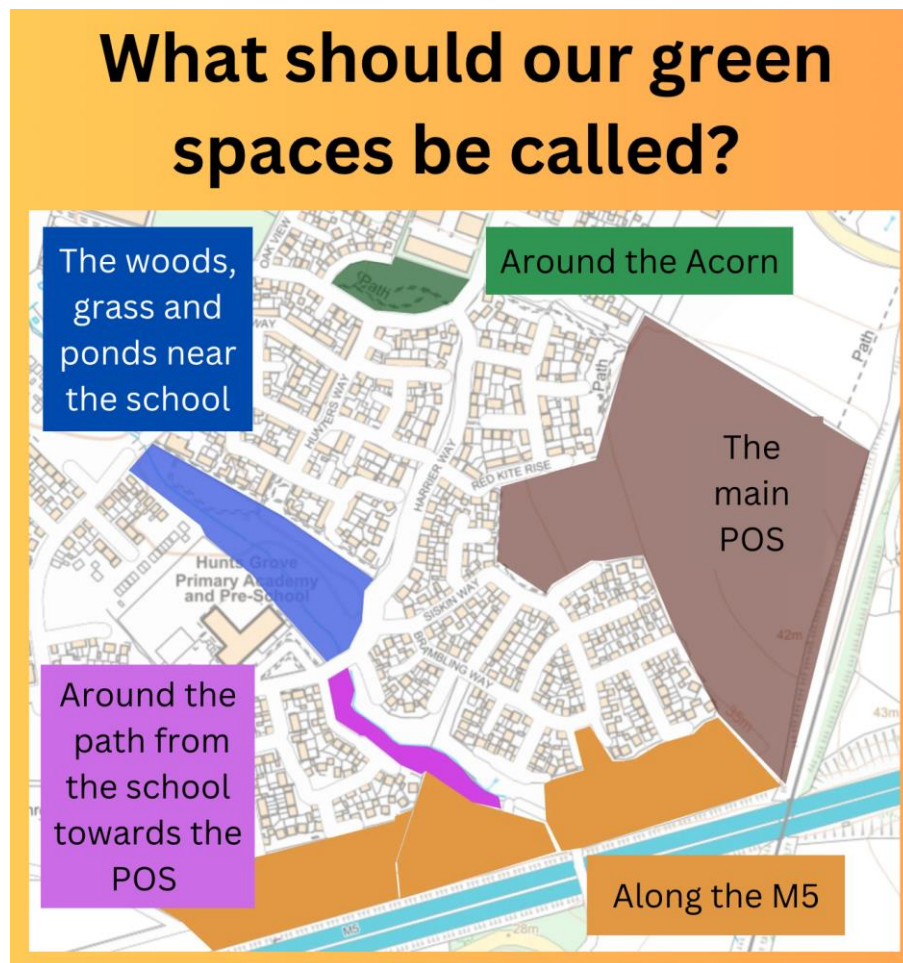 What should our green
spaces be called?
The woods,
grass and
ponds near
the school
Around the Acorn
OAK VIEW
Path
WAY
HUNTERS WAY
HARRIER WAY
Path
Path
RED KITE RISE
The
main
POS
Hunts Grove
Primary Academy
and Pre-School
SISKIN WAY
BRAMBLING WAY
42m
35m
43m
Around the
path from
the school
towards the
POS
Along the M5
M5
28m